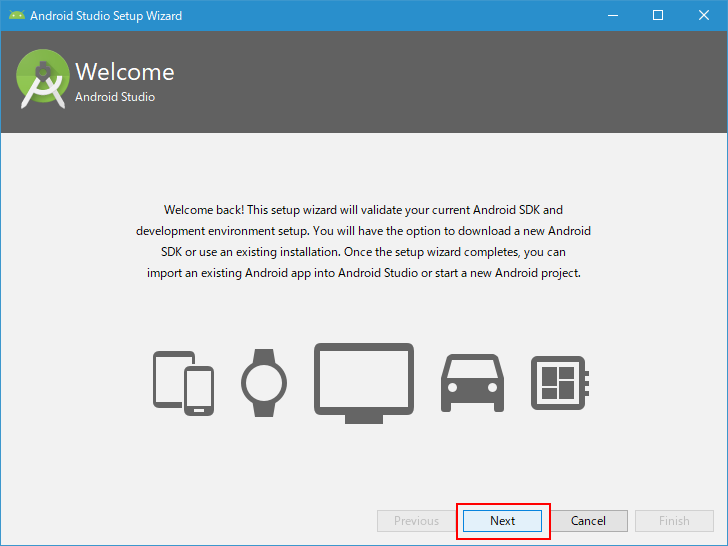 Android Studio Setup Wizard
Welcome
Android Studio
Welcome back! This setup wizard will validate your current Android SDK and
development environment setup. You will have the option to download a new Android
SDK or use an existing installation. Once the setup wizard completes, you can
import an existing Android app into Android Studio or start a new Android project.
Previous Next Cancel Finish